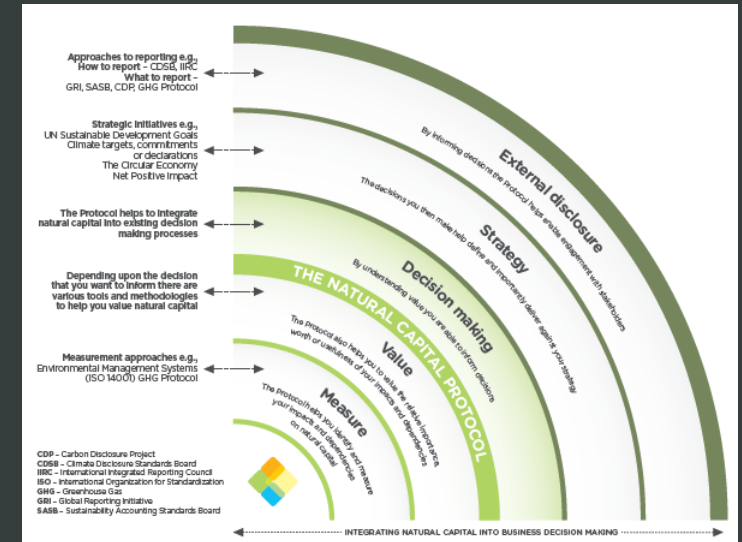 Approaches to reporting e.g.,
How to report – CDSB, IIRC
What to report –
GRI, SASB, CDP, GHG Protocol
Strategic Initiatives e.g.,
UN Sustainable Development Goals
Climate targets, commitments
or declarations
The Circular Economy
Net Positive Impact
The Protocol helps to integrate
natural capital into existing decision
making processes
Depending upon the decision
that you want to inform there are
various tools and methodologies
to help you value natural capital
Measurement approaches e.g.,
Environmental Management Systems
(ISO 14001) GHG Protocol
External disclosure
By informing decisions the Protocol helps enable engagement with stakeholders
Strategy
The decisions you then make help define and importantly deliver against your strategy
Decision making
By understanding value you are able to inform decisions
THE NATURAL CAPITAL PROTOCOL
Value
The Protocol also helps you to value the relative importance,
worth or usefulness of your impacts and dependencies
Measure
The Protocol helps you identify and measure
your impacts and dependencies
on natural capital
CDP – Carbon Disclosure Project
CDSB – Climate Disclosure Standards Board
IIRC – International Integrated Reporting Council
ISO – International Organization for Standardization
GHG – Greenhouse Gas
GRI – Global Reporting Initiative
SASB – Sustainability Accounting Standards Board
INTEGRATING NATURAL CAPITAL INTO BUSINESS DECISION MAKING